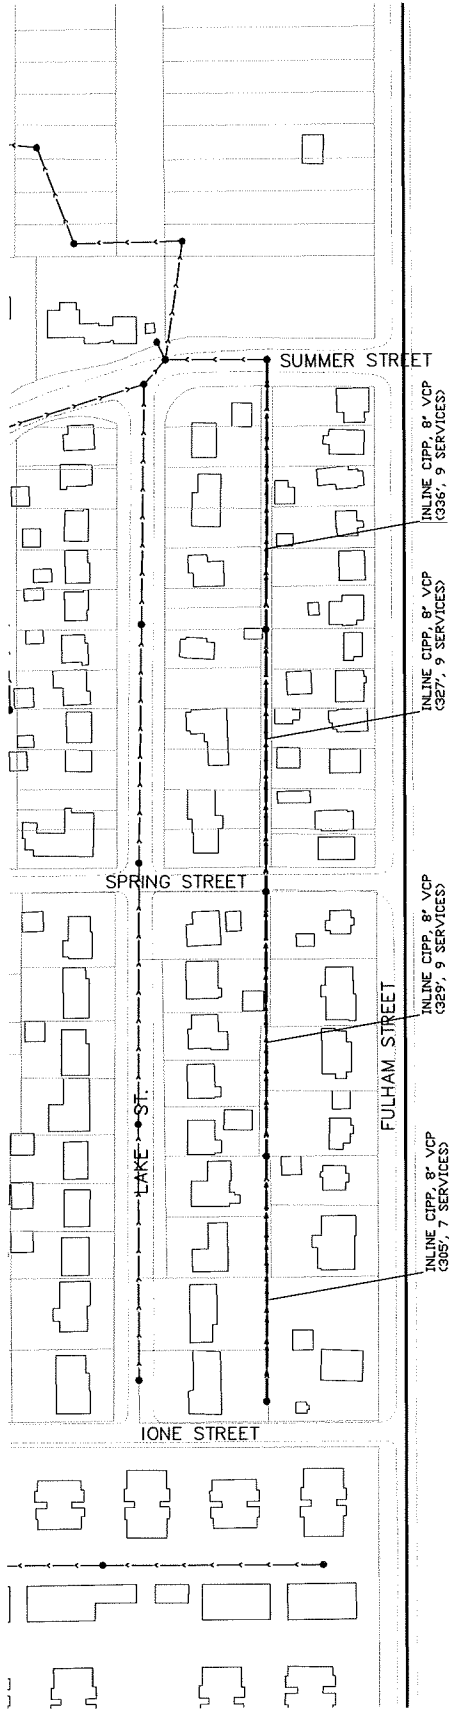 SUMMER STREET
INLINE CIPP, 8" VCP
(336', 9 SERVICES)
INLINE CIPP, 8" VCP
(327', 9 SERVICES)
SPRING STREET
INLINE CIPP, 8" VCP
(329', 9 SERVICES)
FULHAM STREET
LAKE ST.
INLINE CIPP, 8" VCP
(305', 7 SERVICES)
IONE STREET